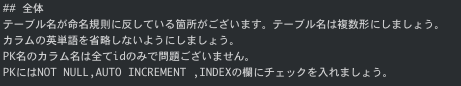 ## 全体
テーブル名が命名規則に反している箇所がございます。テーブル名は複数形にしましょう。
カラムの英単語を省略しないようにしましょう。
PK名のカラム名は全てidのみで問題ございません。
PKにはNOT NULL,AUTO INCREMENT ,INDEXの欄にチェックを入れましょう。